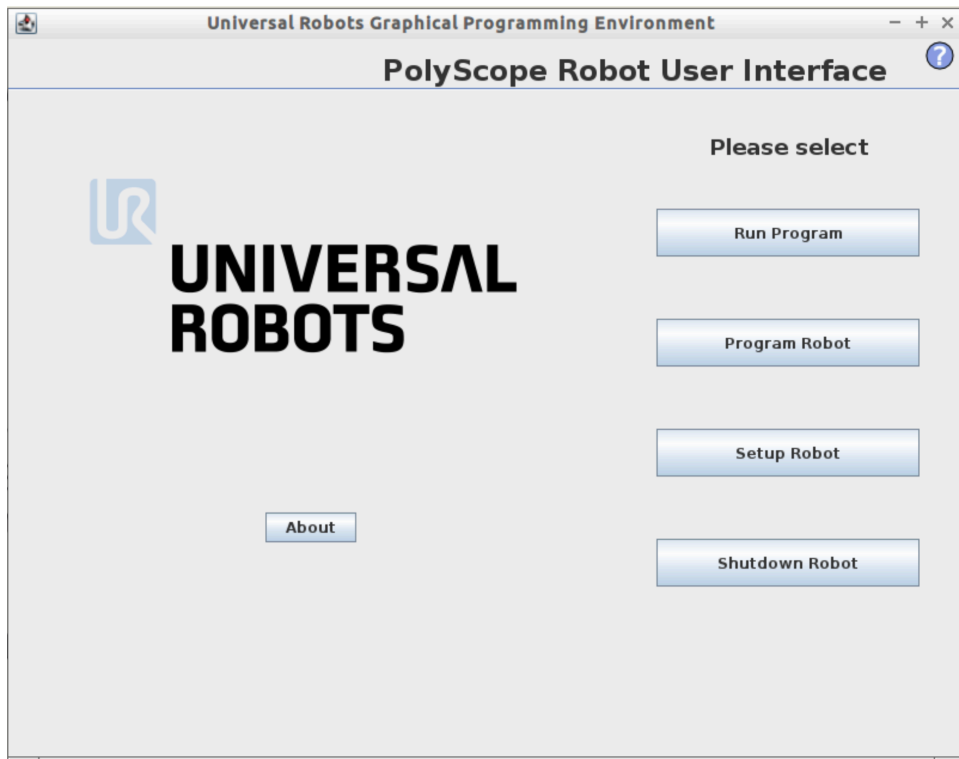 Universal Robots Graphical Programming Environment
PolyScope Robot User Interface
?
Please select
UR
UNIVERSAL
ROBOTS
Run Program
Program Robot
Setup Robot
About
Shutdown Robot